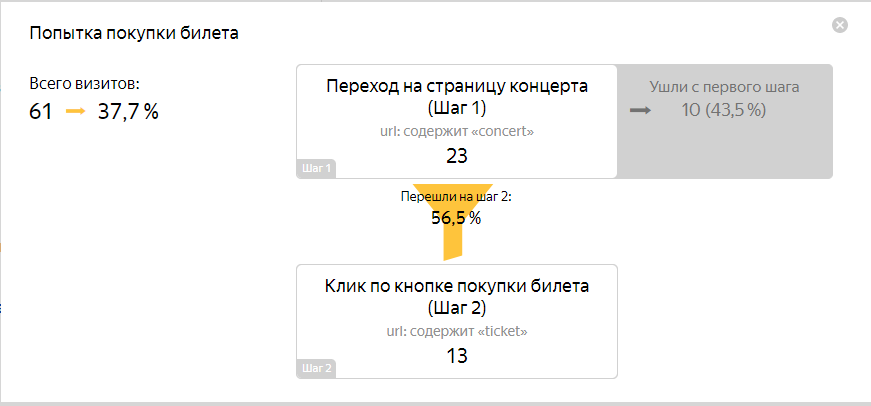 Попытка покупки билета
Всего визитов:
61 → 37,7 %
Переход на страницу концерта
(Шаг 1)
url: содержит «concert»
23
Шаг 1
Ушли с первого шага
→ 10 (43,5 %)
Перешли на шаг 2:
56,5 %
Клик по кнопке покупки билета
(Шаг 2)
url: содержит «ticket»
13
Шаг 2